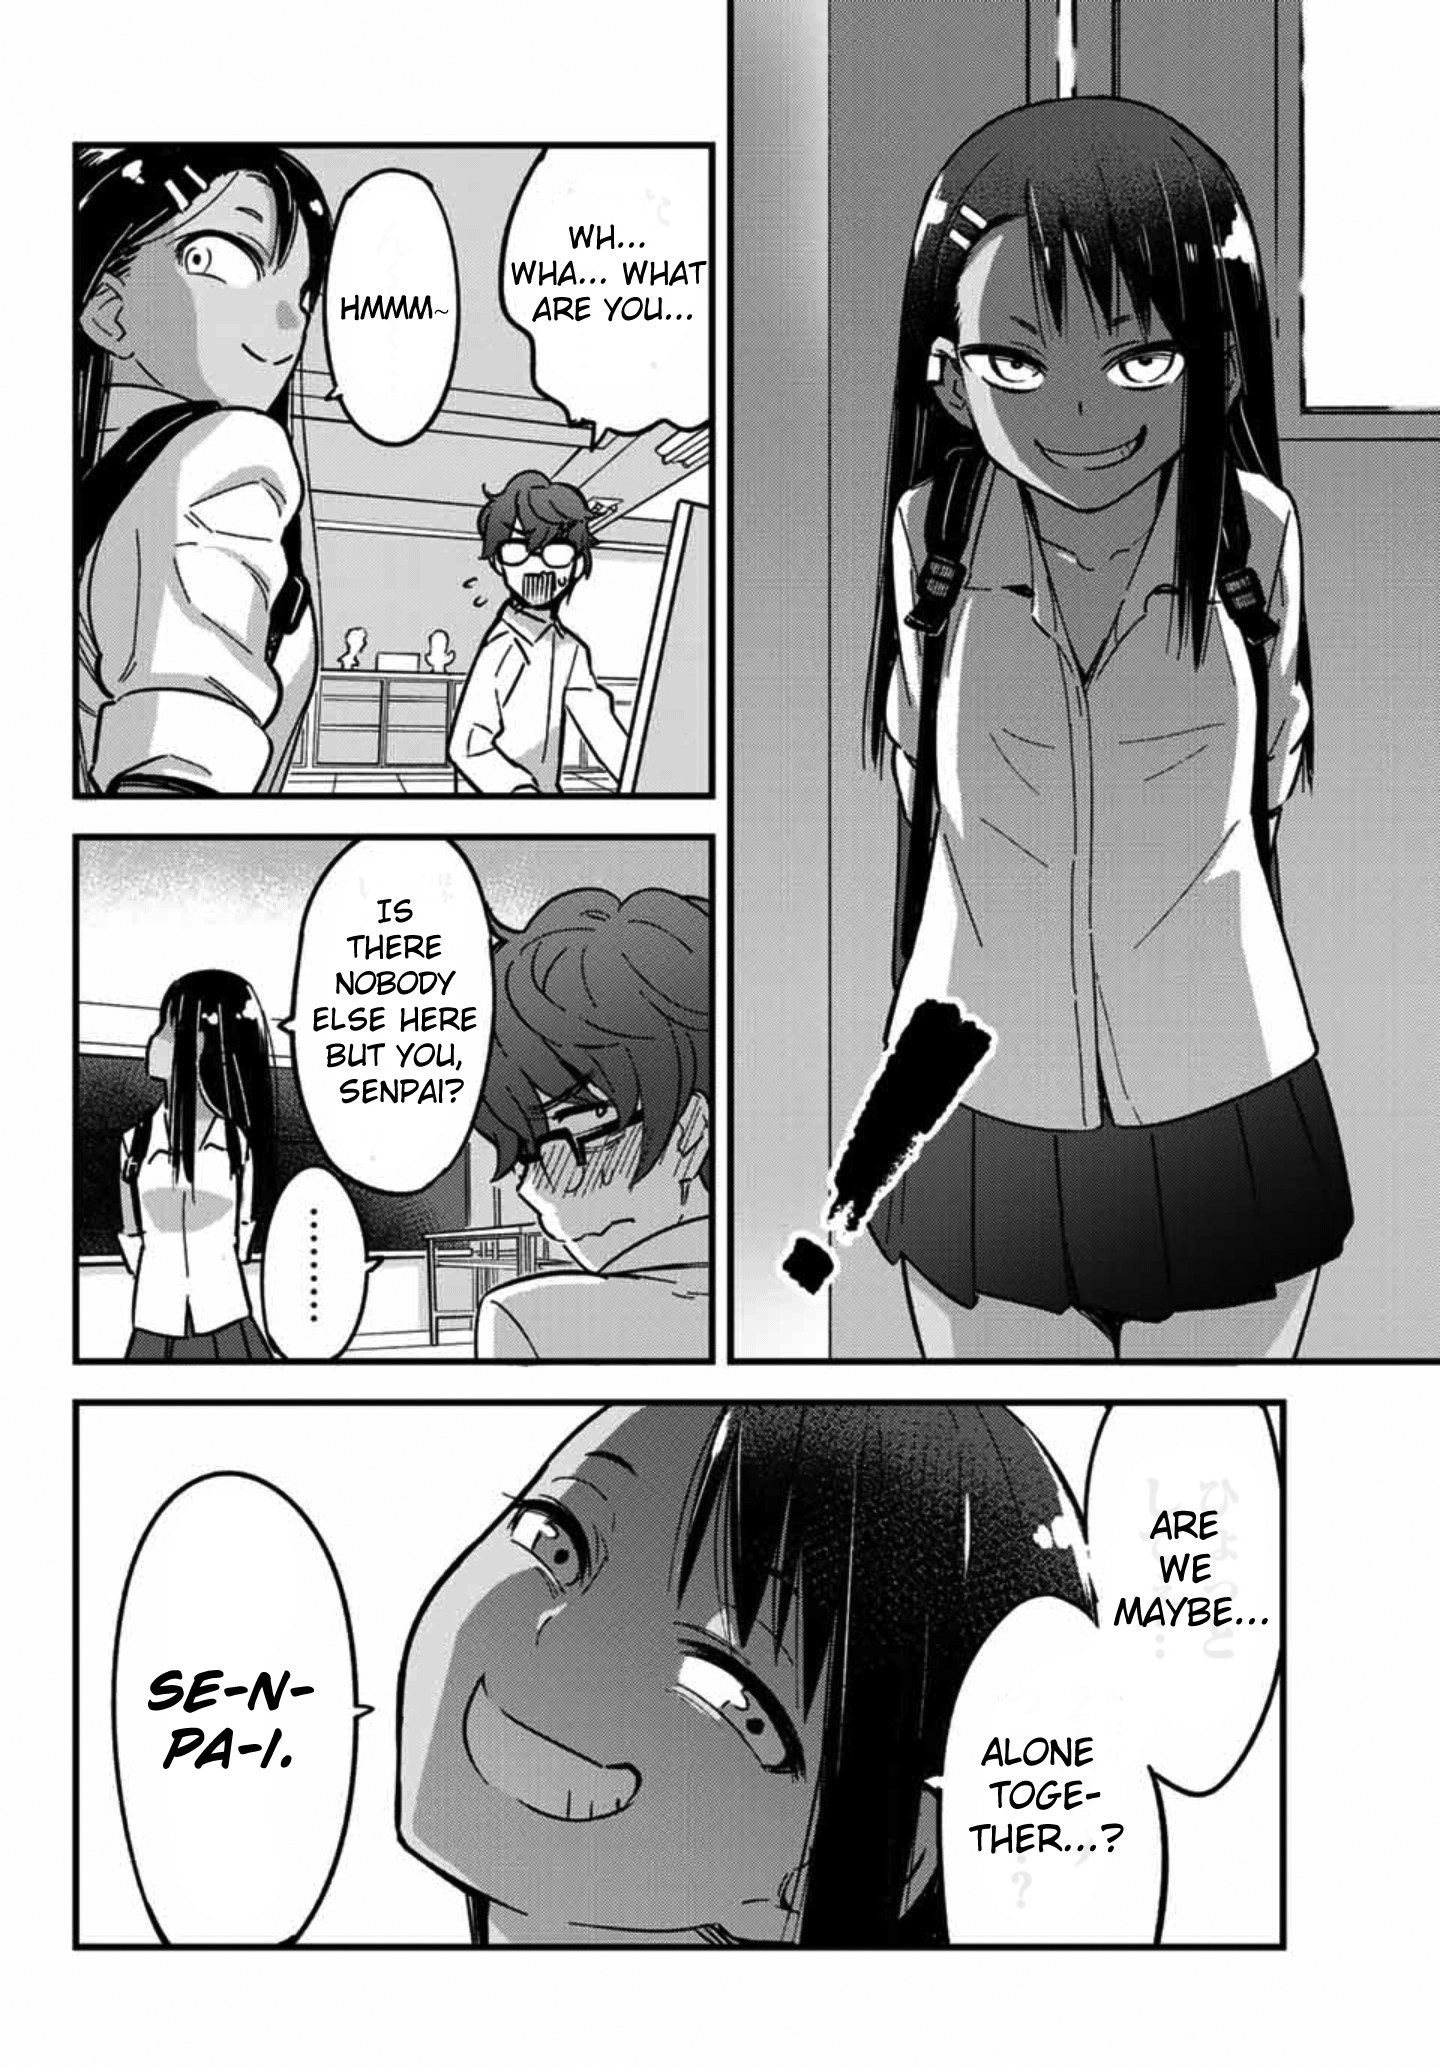 WH...
WHA... WHAT
ARE YOU...
HMMM~
IS
THERE
NOBODY
ELSE HERE
BUT YOU,
SENPAI?
.........
ARE
WE
MAYBE...
ALONE
TOGE-
THER...?
SE-N-
PA-I.